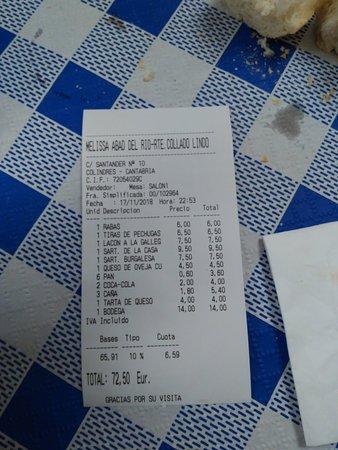 MELISSA ABAD DEL RIO-RTE.COLLADO LINDO
C/ SANTANDER Nº 10
COLINDRES - CANTABRIA
C.I.F.: 72054029C
Vendedor: Mesa: SALON1
Fra. Simplificada: 00/102964
Fecha : 17/11/2018 Hora: 22:53
Unid Descripcion Precio Total
1 RABAS 6,00 6,00
1 TIRAS DE PECHUGAS 6,50 6,50
1 LACON A LA GALLEG 7,50 7,50
1 SART. DE LA CASA 9,50 9,50
1 SART. BURGALESA 7,50 7,50
1 QUESO DE OVEJA CU 4,50 4,50
6 PAN 0,60 3,60
2 COCA-COLA 2,00 4,00
3 CAÑA 1,80 5,40
1 TARTA DE QUESO 4,00 4,00
1 BODEGA 14,00 14,00
IVA Incluido
Bases Tipo Cuota
65,91 10 % 6,59
TOTAL: 72,50 Eur.
GRACIAS POR SU VISITA